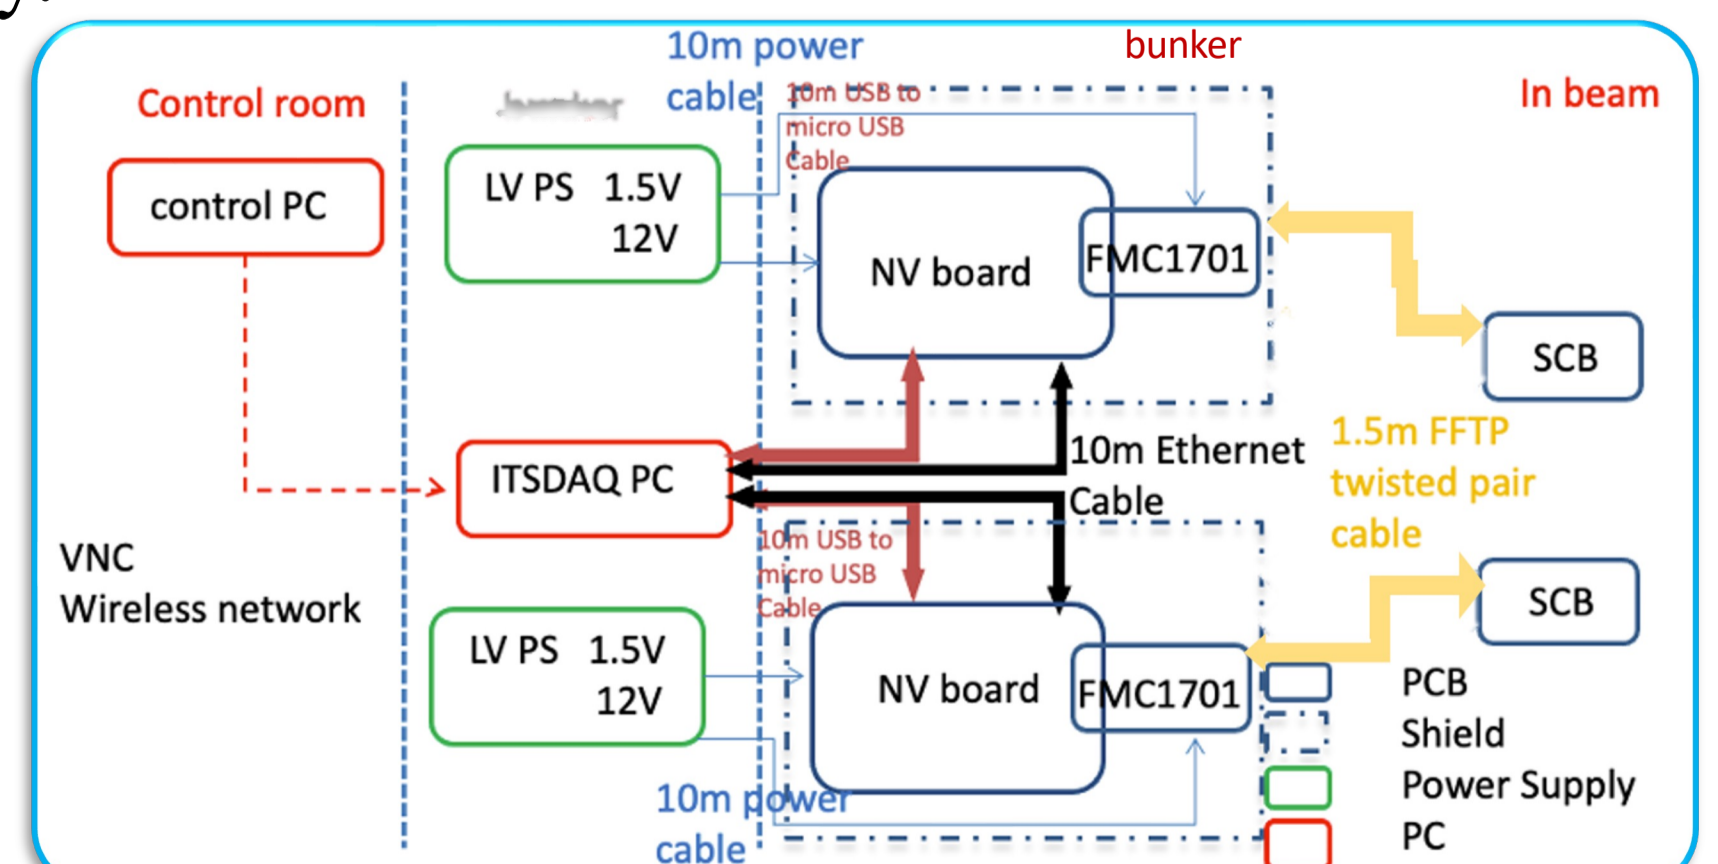 10m power
cable
bunker
Control room
In beam
10m USB to
micro USB
Cable
control PC
LV PS 1.5V
12V
NV board
FMC1701
SCB
10m Ethernet
Cable
1.5m FFTP
twisted pair
cable
ITSDAQ PC
10m USB to
micro USB
Cable
VNC
Wireless network
LV PS 1.5V
12V
NV board
FMC1701
SCB
10m power
cable
PCB
Shield
Power Supply
PC